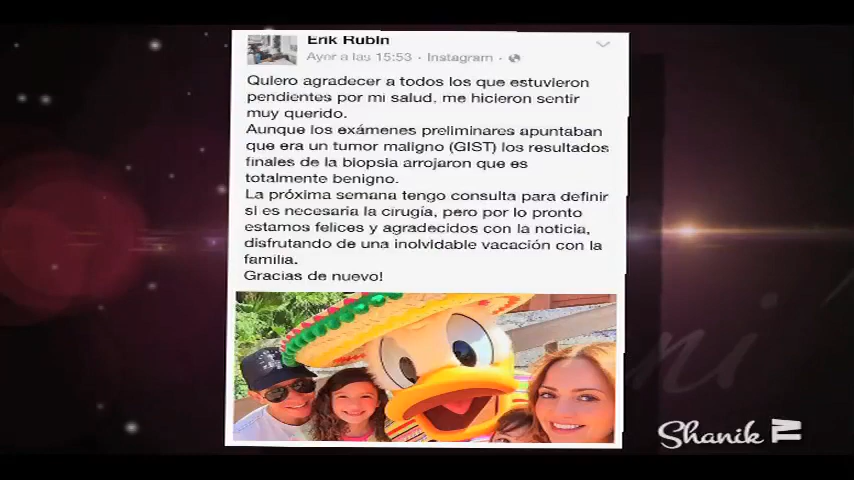 Erik Rubin
Ayer a las 15:53 · Instagram ·
Quiero agradecer a todos los que estuvieron
pendientes por mi salud, me hicieron sentir
muy querido.
Aunque los exámenes preliminares apuntaban
que era un tumor maligno (GIST) los resultados
finales de la biopsia arrojaron que es
totalmente benigno.
La próxima semana tengo consulta para definir
si es necesaria la cirugía, pero por lo pronto
estamos felices y agradecidos con la noticia,
disfrutando de una inolvidable vacación con la
familia.
Gracias de nuevo!
Shanik